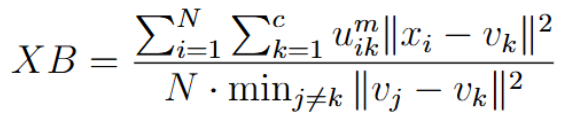 XB = \frac{\sum_{i=1}^{N} \sum_{k=1}^{c} u_{ik}^{m} \|x_i - v_k\|^2}{N \cdot \min_{j \neq k} \|v_j - v_k\|^2}